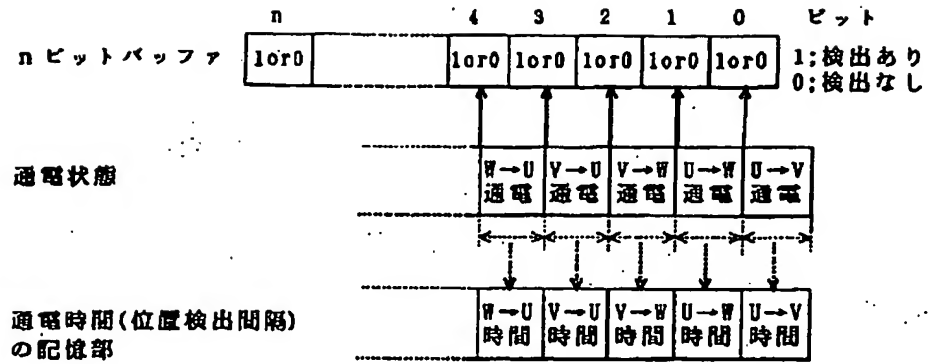 n 4 3 2 1 0 ビット
nビットバッファ 1or0 1or0 1or0 1or0 1or0 1or0 1;検出あり
0;検出なし
通電状態 W→U V→U V→W U→W U→V
通電 通電 通電 通電 通電
通電時間(位置検出間隔) W→U V→U V→W U→W U→V
の記憶部 時間 時間 時間 時間 時間